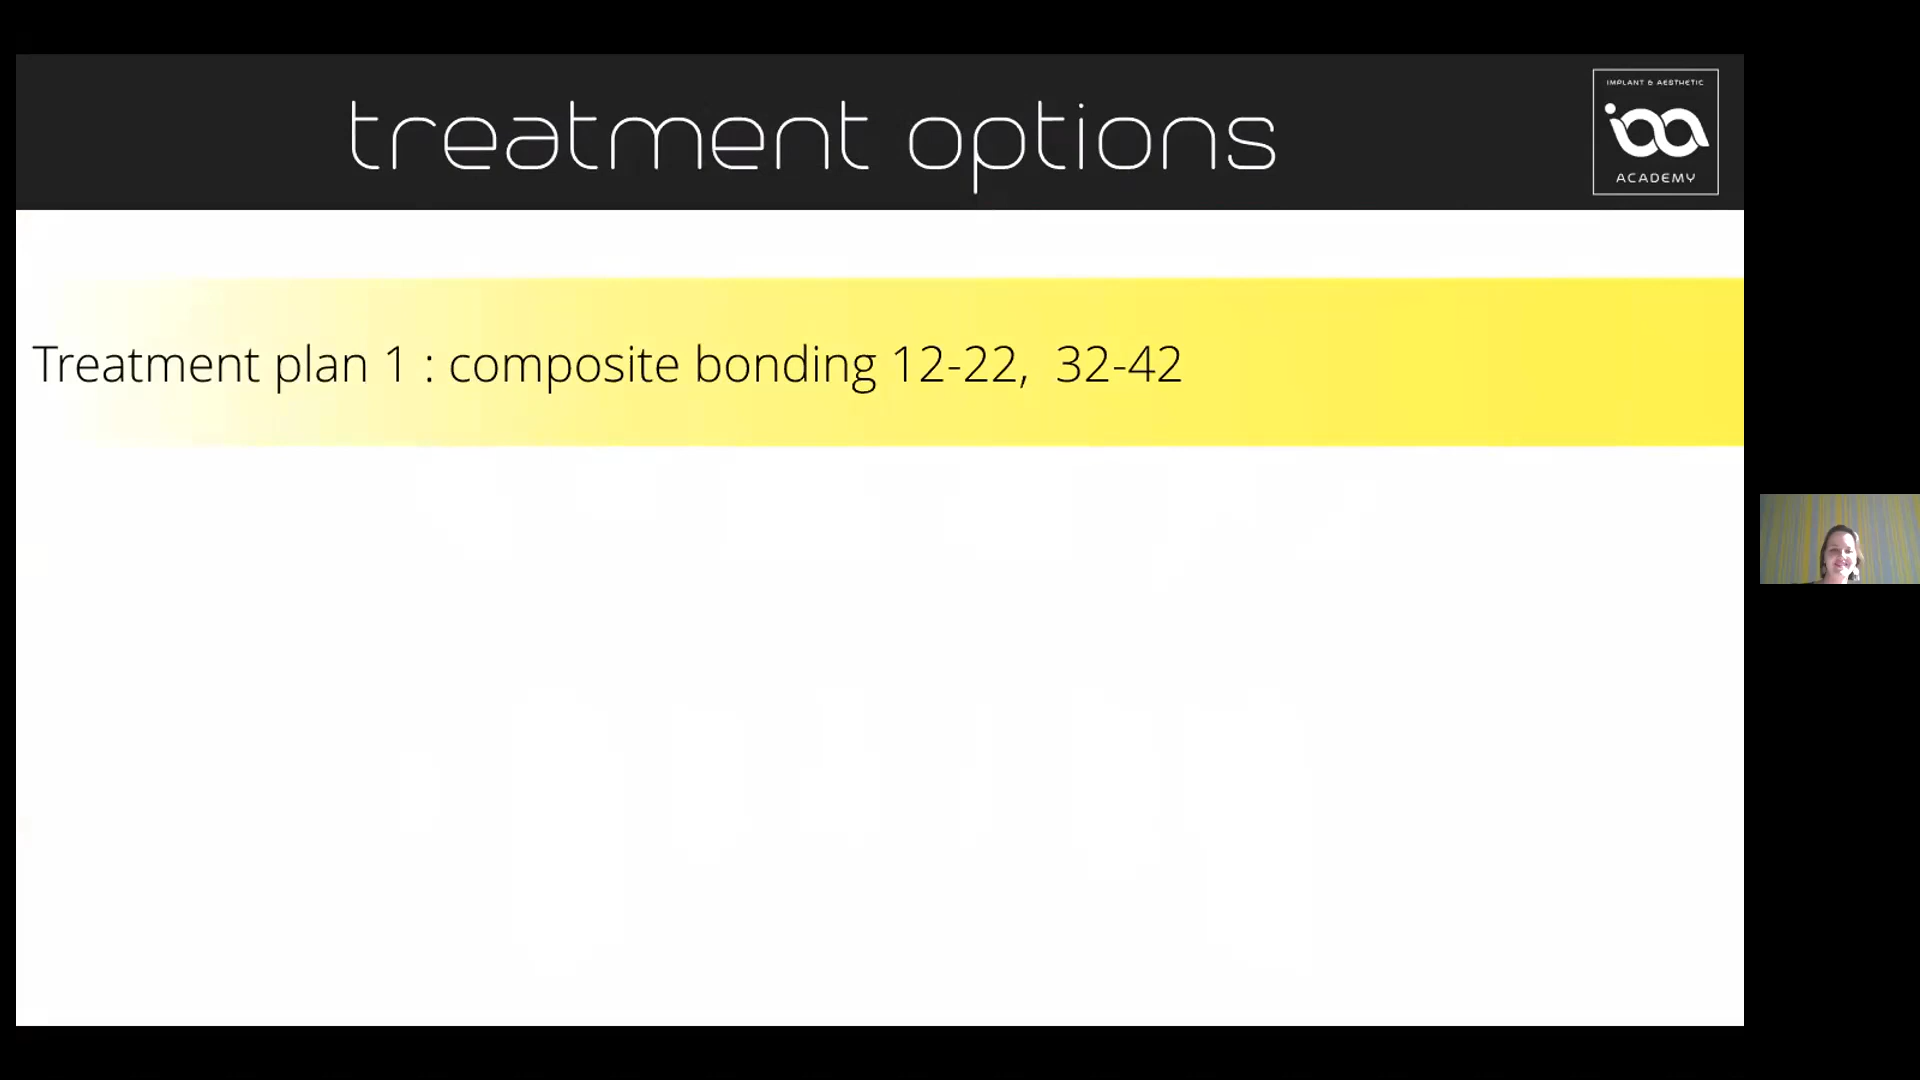 treatment options
IMPLANT & AESTHETIC
ACADEMY
Treatment plan 1 : composite bonding 12-22,  32-42